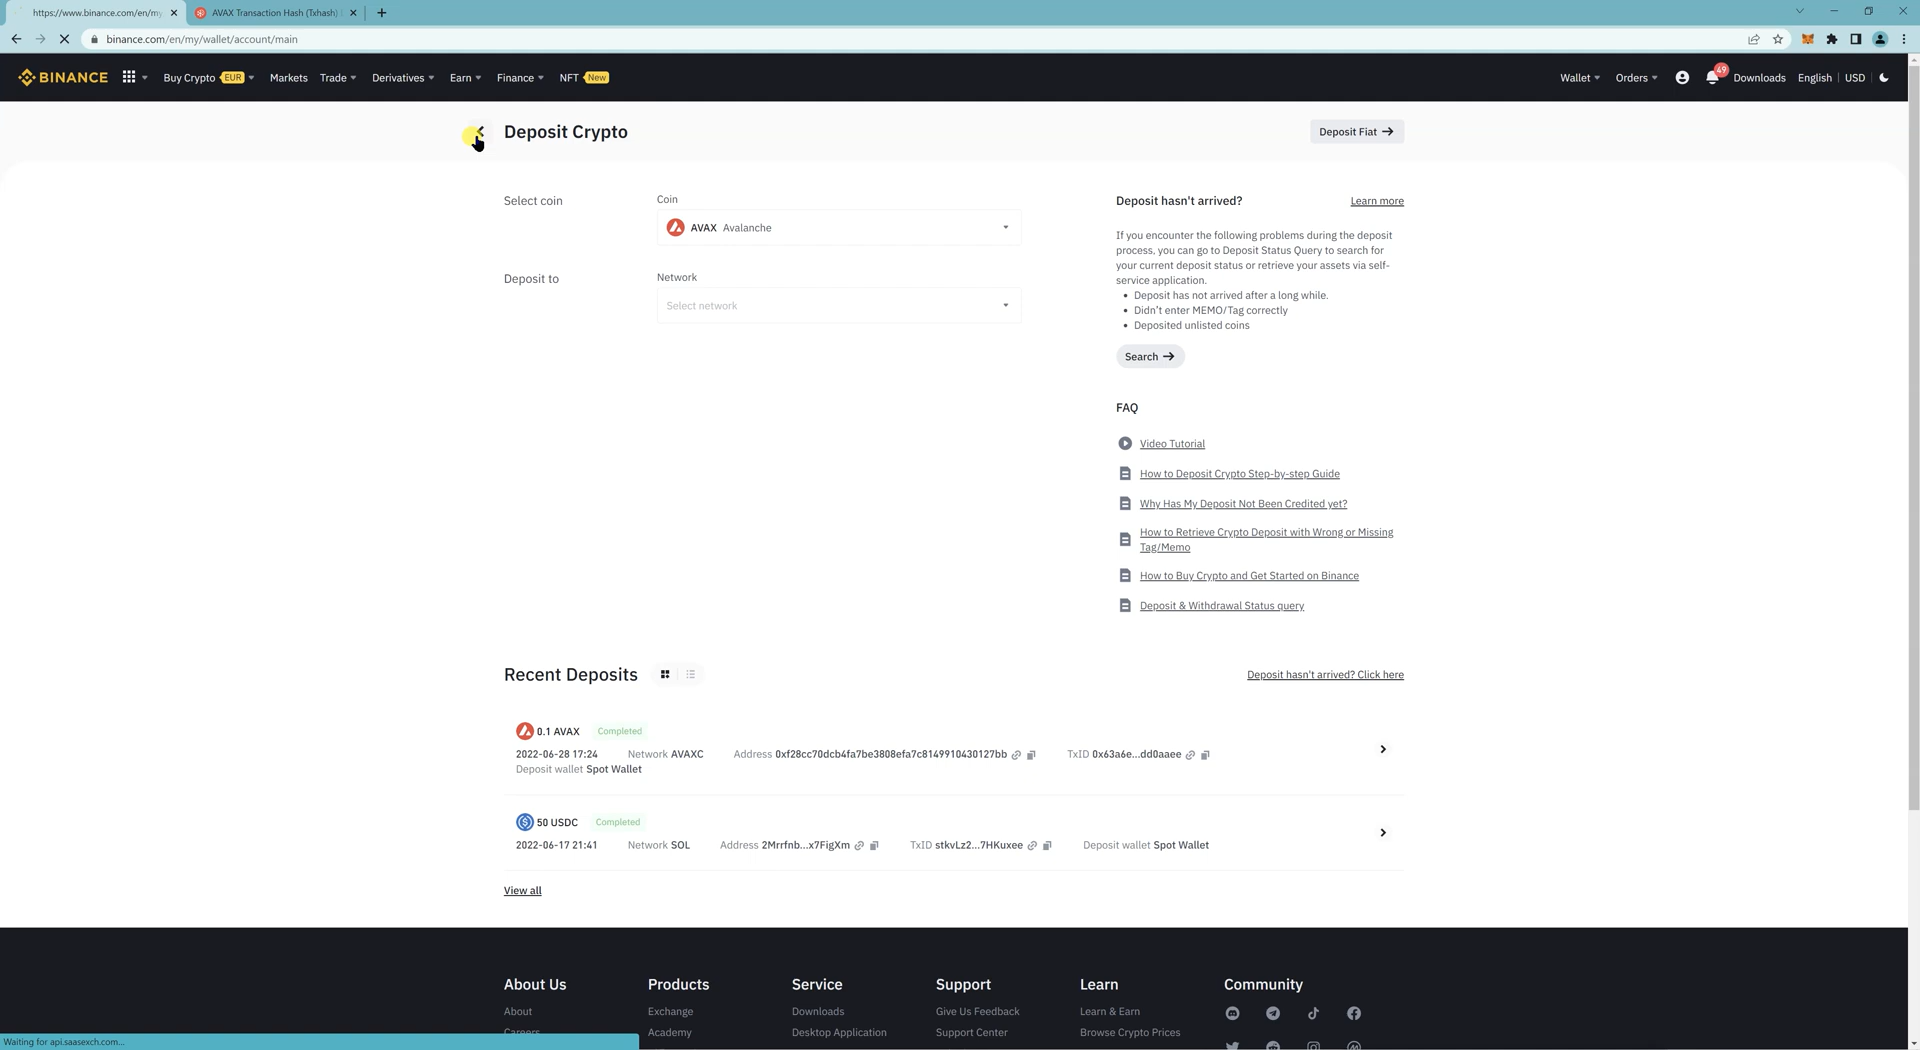 https://www.binance.com/en/my
AVAX Transaction Hash (Txhash)
binance.com/en/my/wallet/account/main
BINANCE Buy Crypto EUR Markets Trade Derivatives Earn Finance NFT New Wallet Orders 49 Downloads English USD
Deposit Crypto
Deposit Fiat
Select coin
Coin
AVAX Avalanche
Deposit to
Network
Select network
Deposit hasn't arrived? Learn more
If you encounter the following problems during the deposit
process, you can go to Deposit Status Query to search for
your current deposit status or retrieve your assets via self-
service application.
• Deposit has not arrived after a long while.
• Didn't enter MEMO/Tag correctly
• Deposited unlisted coins
Search
FAQ
Video Tutorial
How to Deposit Crypto Step-by-step Guide
Why Has My Deposit Not Been Credited yet?
How to Retrieve Crypto Deposit with Wrong or Missing
Tag/Memo
How to Buy Crypto and Get Started on Binance
Deposit & Withdrawal Status query
Recent Deposits
Deposit hasn't arrived? Click here
0.1 AVAX Completed
2022-06-28 17:24 Network AVAXC Address 0xf28cc70dcb4fa7be3808efa7c8149910430127bb TxID 0x63a6e...dd0aaee
Deposit wallet Spot Wallet
50 USDC Completed
2022-06-17 21:41 Network SOL Address 2Mrrfnb...x7FigXm TxID stkvLz2...7HKuxee Deposit wallet Spot Wallet
View all
About Us Products Service Support Learn Community
About Exchange Downloads Give Us Feedback Learn & Earn
Careers Academy Desktop Application Support Center Browse Crypto Prices
Waiting for api.saasexch.com...